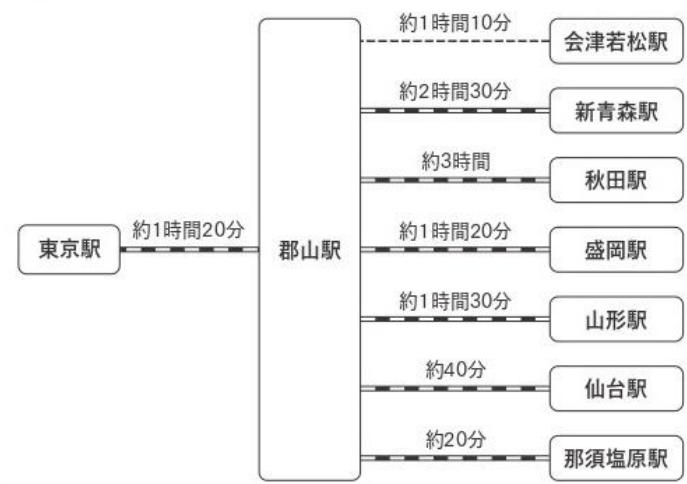 約1時間10分
会津若松駅
約2時間30分
新青森駅
約3時間
秋田駅
東京駅
約1時間20分
郡山駅
約1時間20分
盛岡駅
約1時間30分
山形駅
約40分
仙台駅
約20分
那須塩原駅